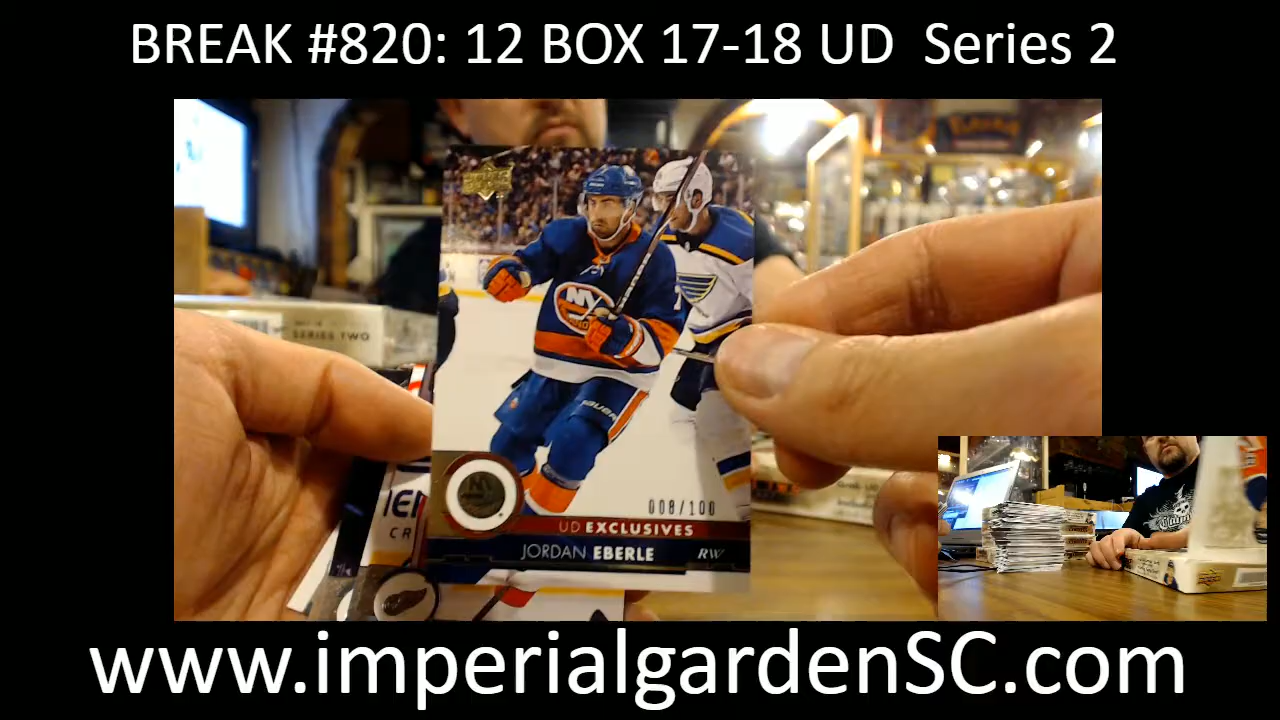 BREAK #820: 12 BOX 17-18 UD Series 2
SERIES TWO
NY
008/100
UD EXCLUSIVES
JORDAN EBERLE RW
www.imperialgardenSC.com